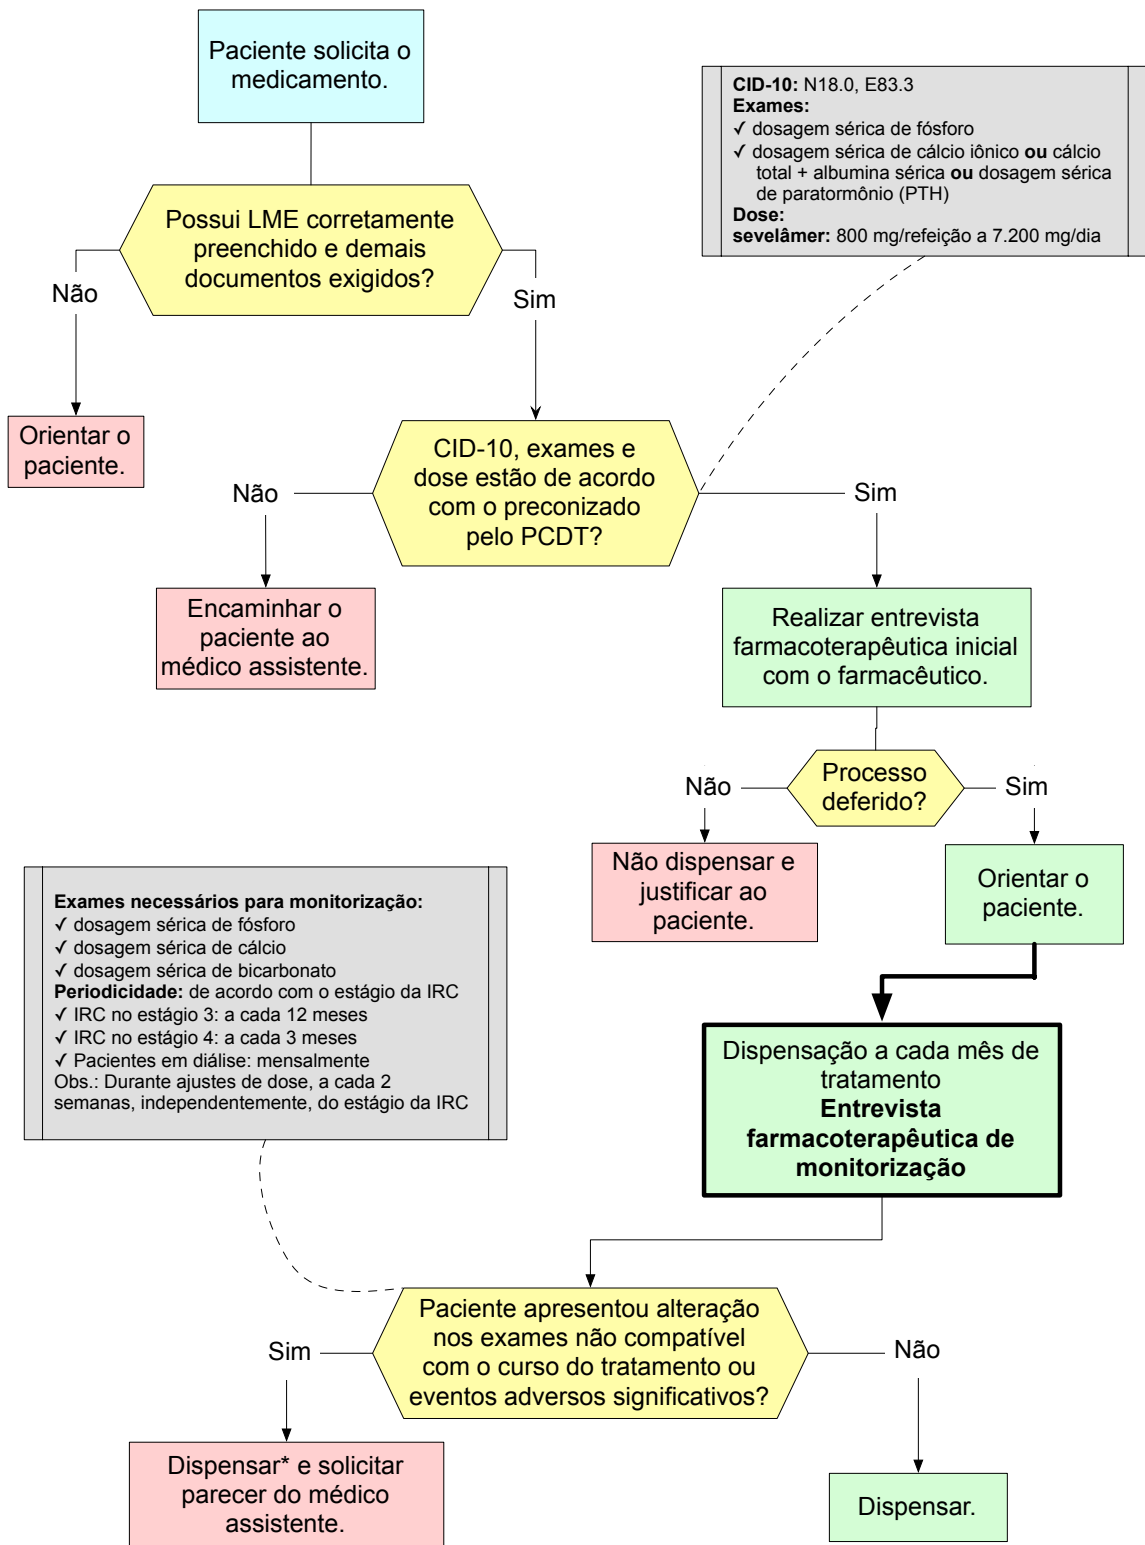 Paciente solicita o
medicamento.
CID-10: N18.0, E83.3
Exames:
✓ dosagem sérica de fósforo
✓ dosagem sérica de cálcio iônico ou cálcio
total + albumina sérica ou dosagem sérica
de paratormônio (PTH)
Dose:
sevelâmer: 800 mg/refeição a 7.200 mg/dia
Possui LME corretamente
preenchido e demais
documentos exigidos?
Não
Sim
Orientar o
paciente.
CID-10, exames e
dose estão de acordo
com o preconizado
pelo PCDT?
Não
Sim
Encaminhar o
paciente ao
médico assistente.
Realizar entrevista
farmacoterapêutica inicial
com o farmacêutico.
Processo
deferido?
Não
Sim
Não dispensar e
justificar ao
paciente.
Orientar o
paciente.
Exames necessários para monitorização:
✓ dosagem sérica de fósforo
✓ dosagem sérica de cálcio
✓ dosagem sérica de bicarbonato
Periodicidade: de acordo com o estágio da IRC
✓ IRC no estágio 3: a cada 12 meses
✓ IRC no estágio 4: a cada 3 meses
✓ Pacientes em diálise: mensalmente
Obs.: Durante ajustes de dose, a cada 2
semanas, independentemente, do estágio da IRC
Dispensação a cada mês de
tratamento
Entrevista
farmacoterapêutica de
monitorização
Paciente apresentou alteração
nos exames não compatível
com o curso do tratamento ou
eventos adversos significativos?
Sim
Não
Dispensar* e solicitar
parecer do médico
assistente.
Dispensar.